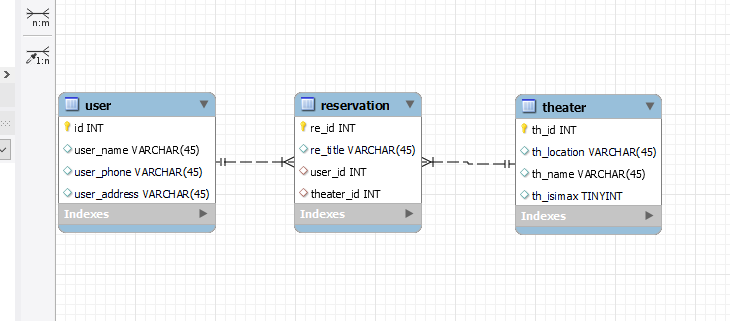 n:m
1:n
user
id INT
user_name VARCHAR(45)
user_phone VARCHAR(45)
user_address VARCHAR(45)
Indexes
reservation
re_id INT
re_title VARCHAR(45)
user_id INT
theater_id INT
Indexes
theater
th_id INT
th_location VARCHAR(45)
th_name VARCHAR(45)
th_isimax TINYINT
Indexes